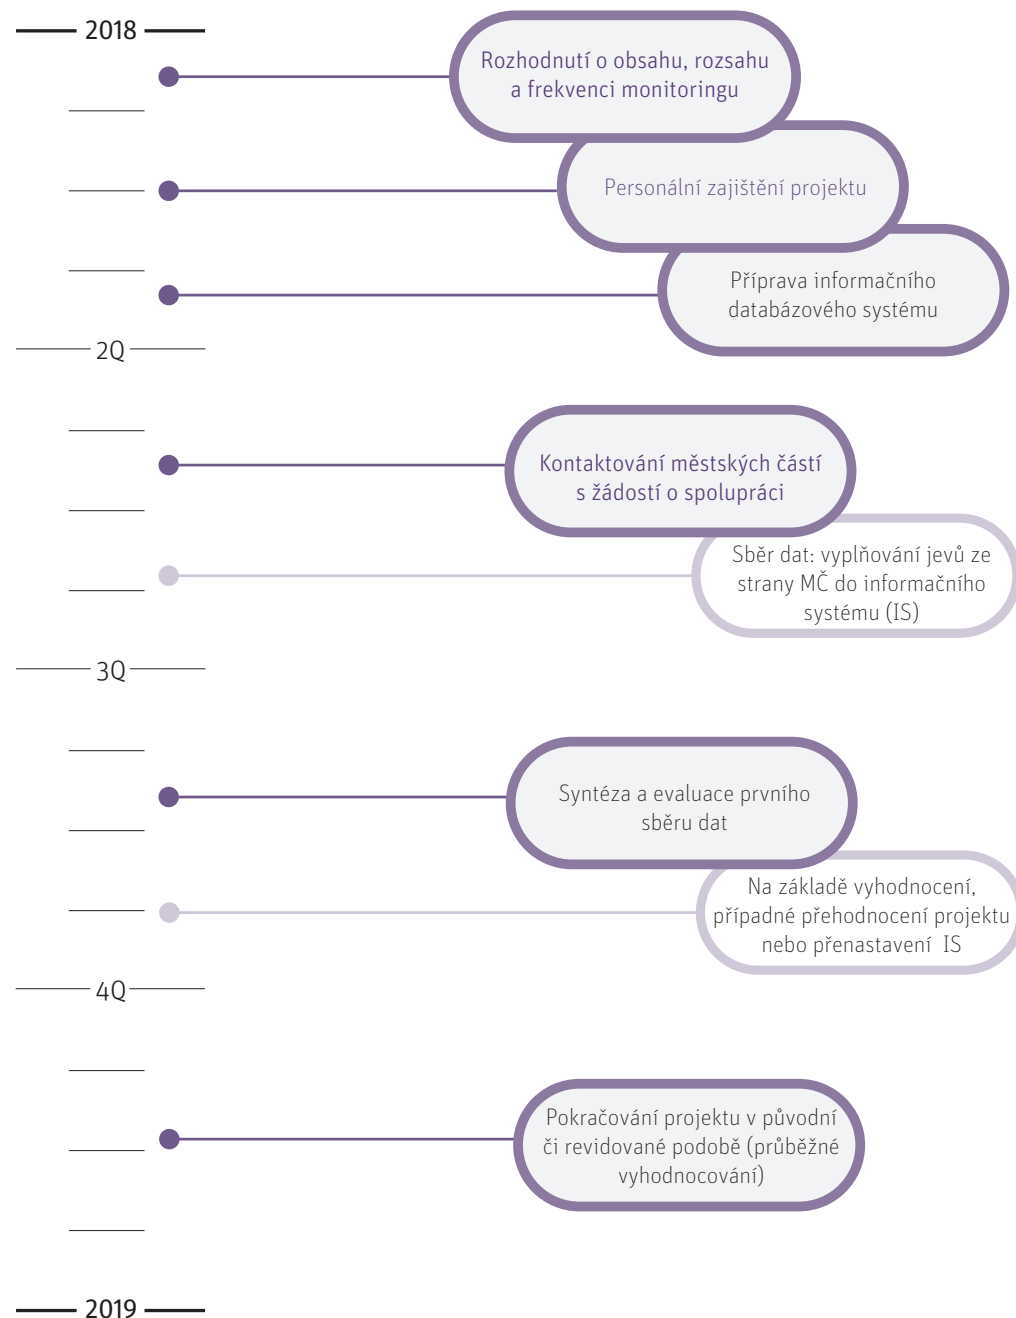 2018
Rozhodnutí o obsahu, rozsahu
a frekvenci monitoringu
Personální zajištění projektu
Příprava informačního
databázového systému
2Q
Kontaktování městských částí
s žádostí o spolupráci
Sběr dat: vyplňování jevů ze
strany MČ do informačního
systému (IS)
3Q
Syntéza a evaluace prvního
sběru dat
Na základě vyhodnocení,
případné přehodnocení projektu
nebo přenastavení IS
4Q
Pokračování projektu v původní
či revidované podobě (průběžné
vyhodnocování)
2019